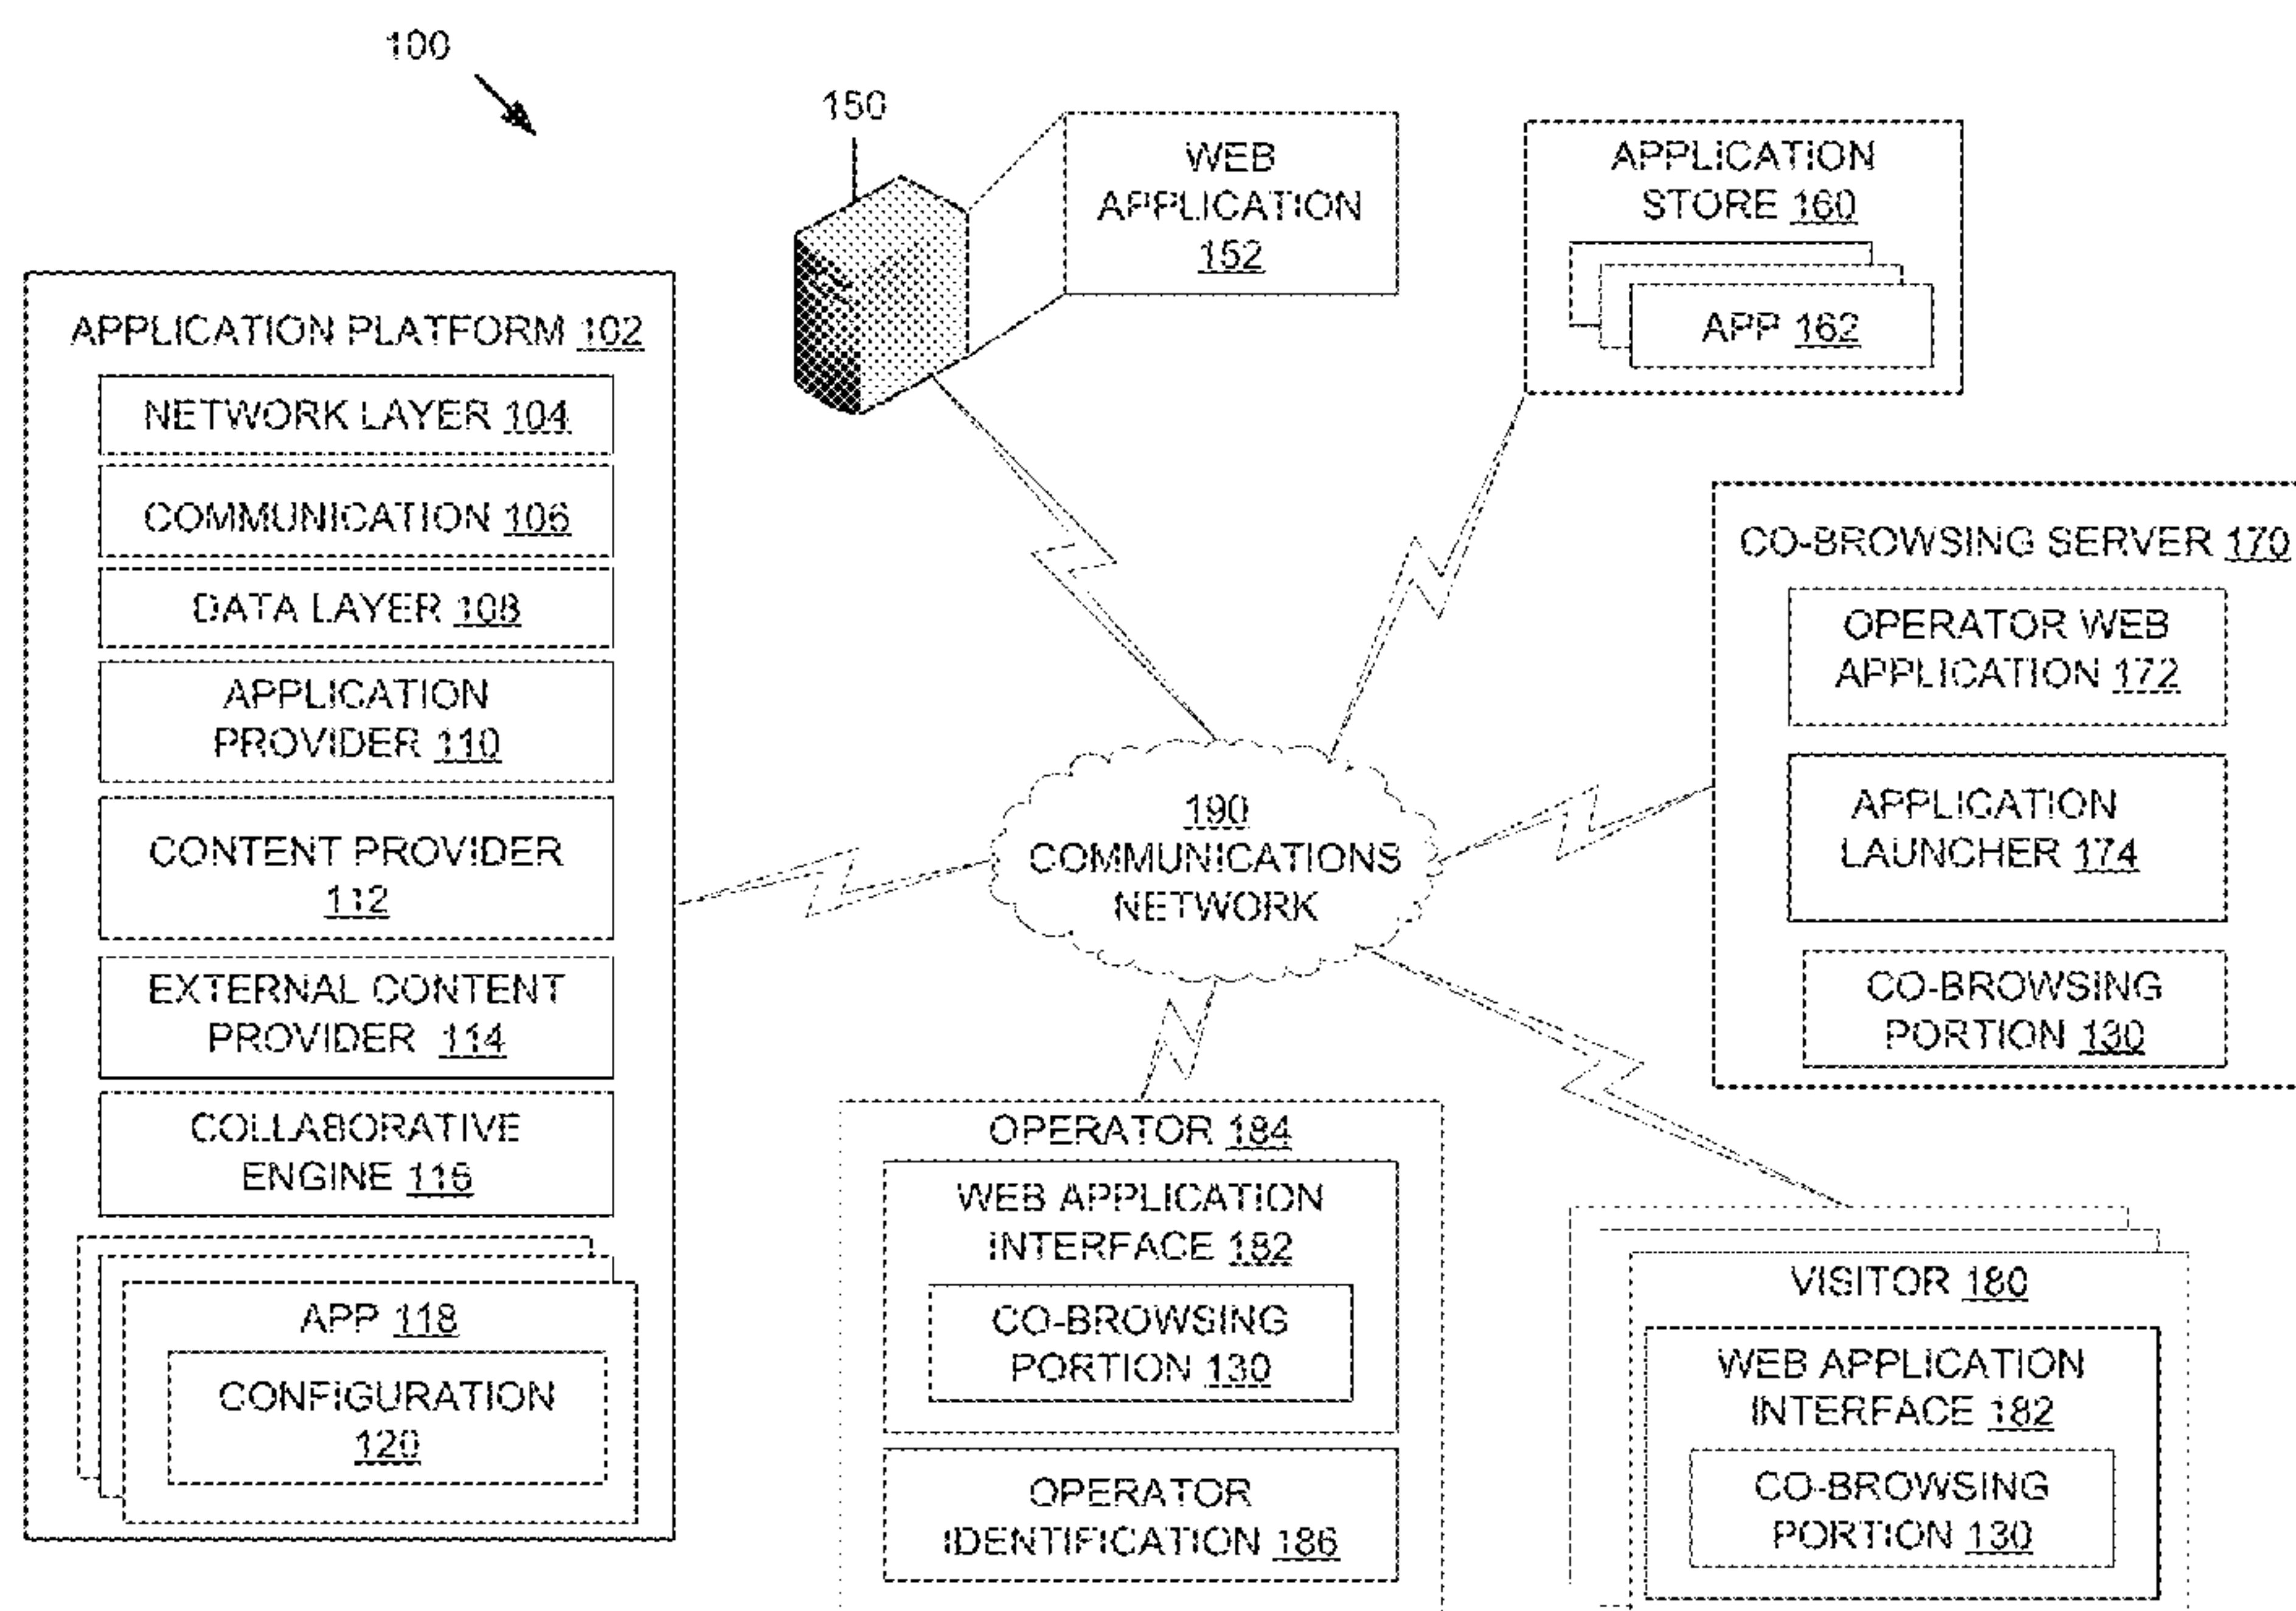 100
150
WEB
APPLICATION
152
APPLICATION
STORE 160
APP 162
APPLICATION PLATFORM 102
NETWORK LAYER 104
COMMUNICATION 106
DATA LAYER 108
APPLICATION
PROVIDER 110
CONTENT PROVIDER
112
EXTERNAL CONTENT
PROVIDER 114
COLLABORATIVE
ENGINE 116
APP 118
CONFIGURATION
120
190
COMMUNICATIONS
NETWORK
CO-BROWSING SERVER 170
OPERATOR WEB
APPLICATION 172
APPLICATION
LAUNCHER 174
CO-BROWSING
PORTION 130
OPERATOR 184
WEB APPLICATION
INTERFACE 182
CO-BROWSING
PORTION 130
OPERATOR
IDENTIFICATION 186
VISITOR 180
WEB APPLICATION
INTERFACE 182
CO-BROWSING
PORTION 130